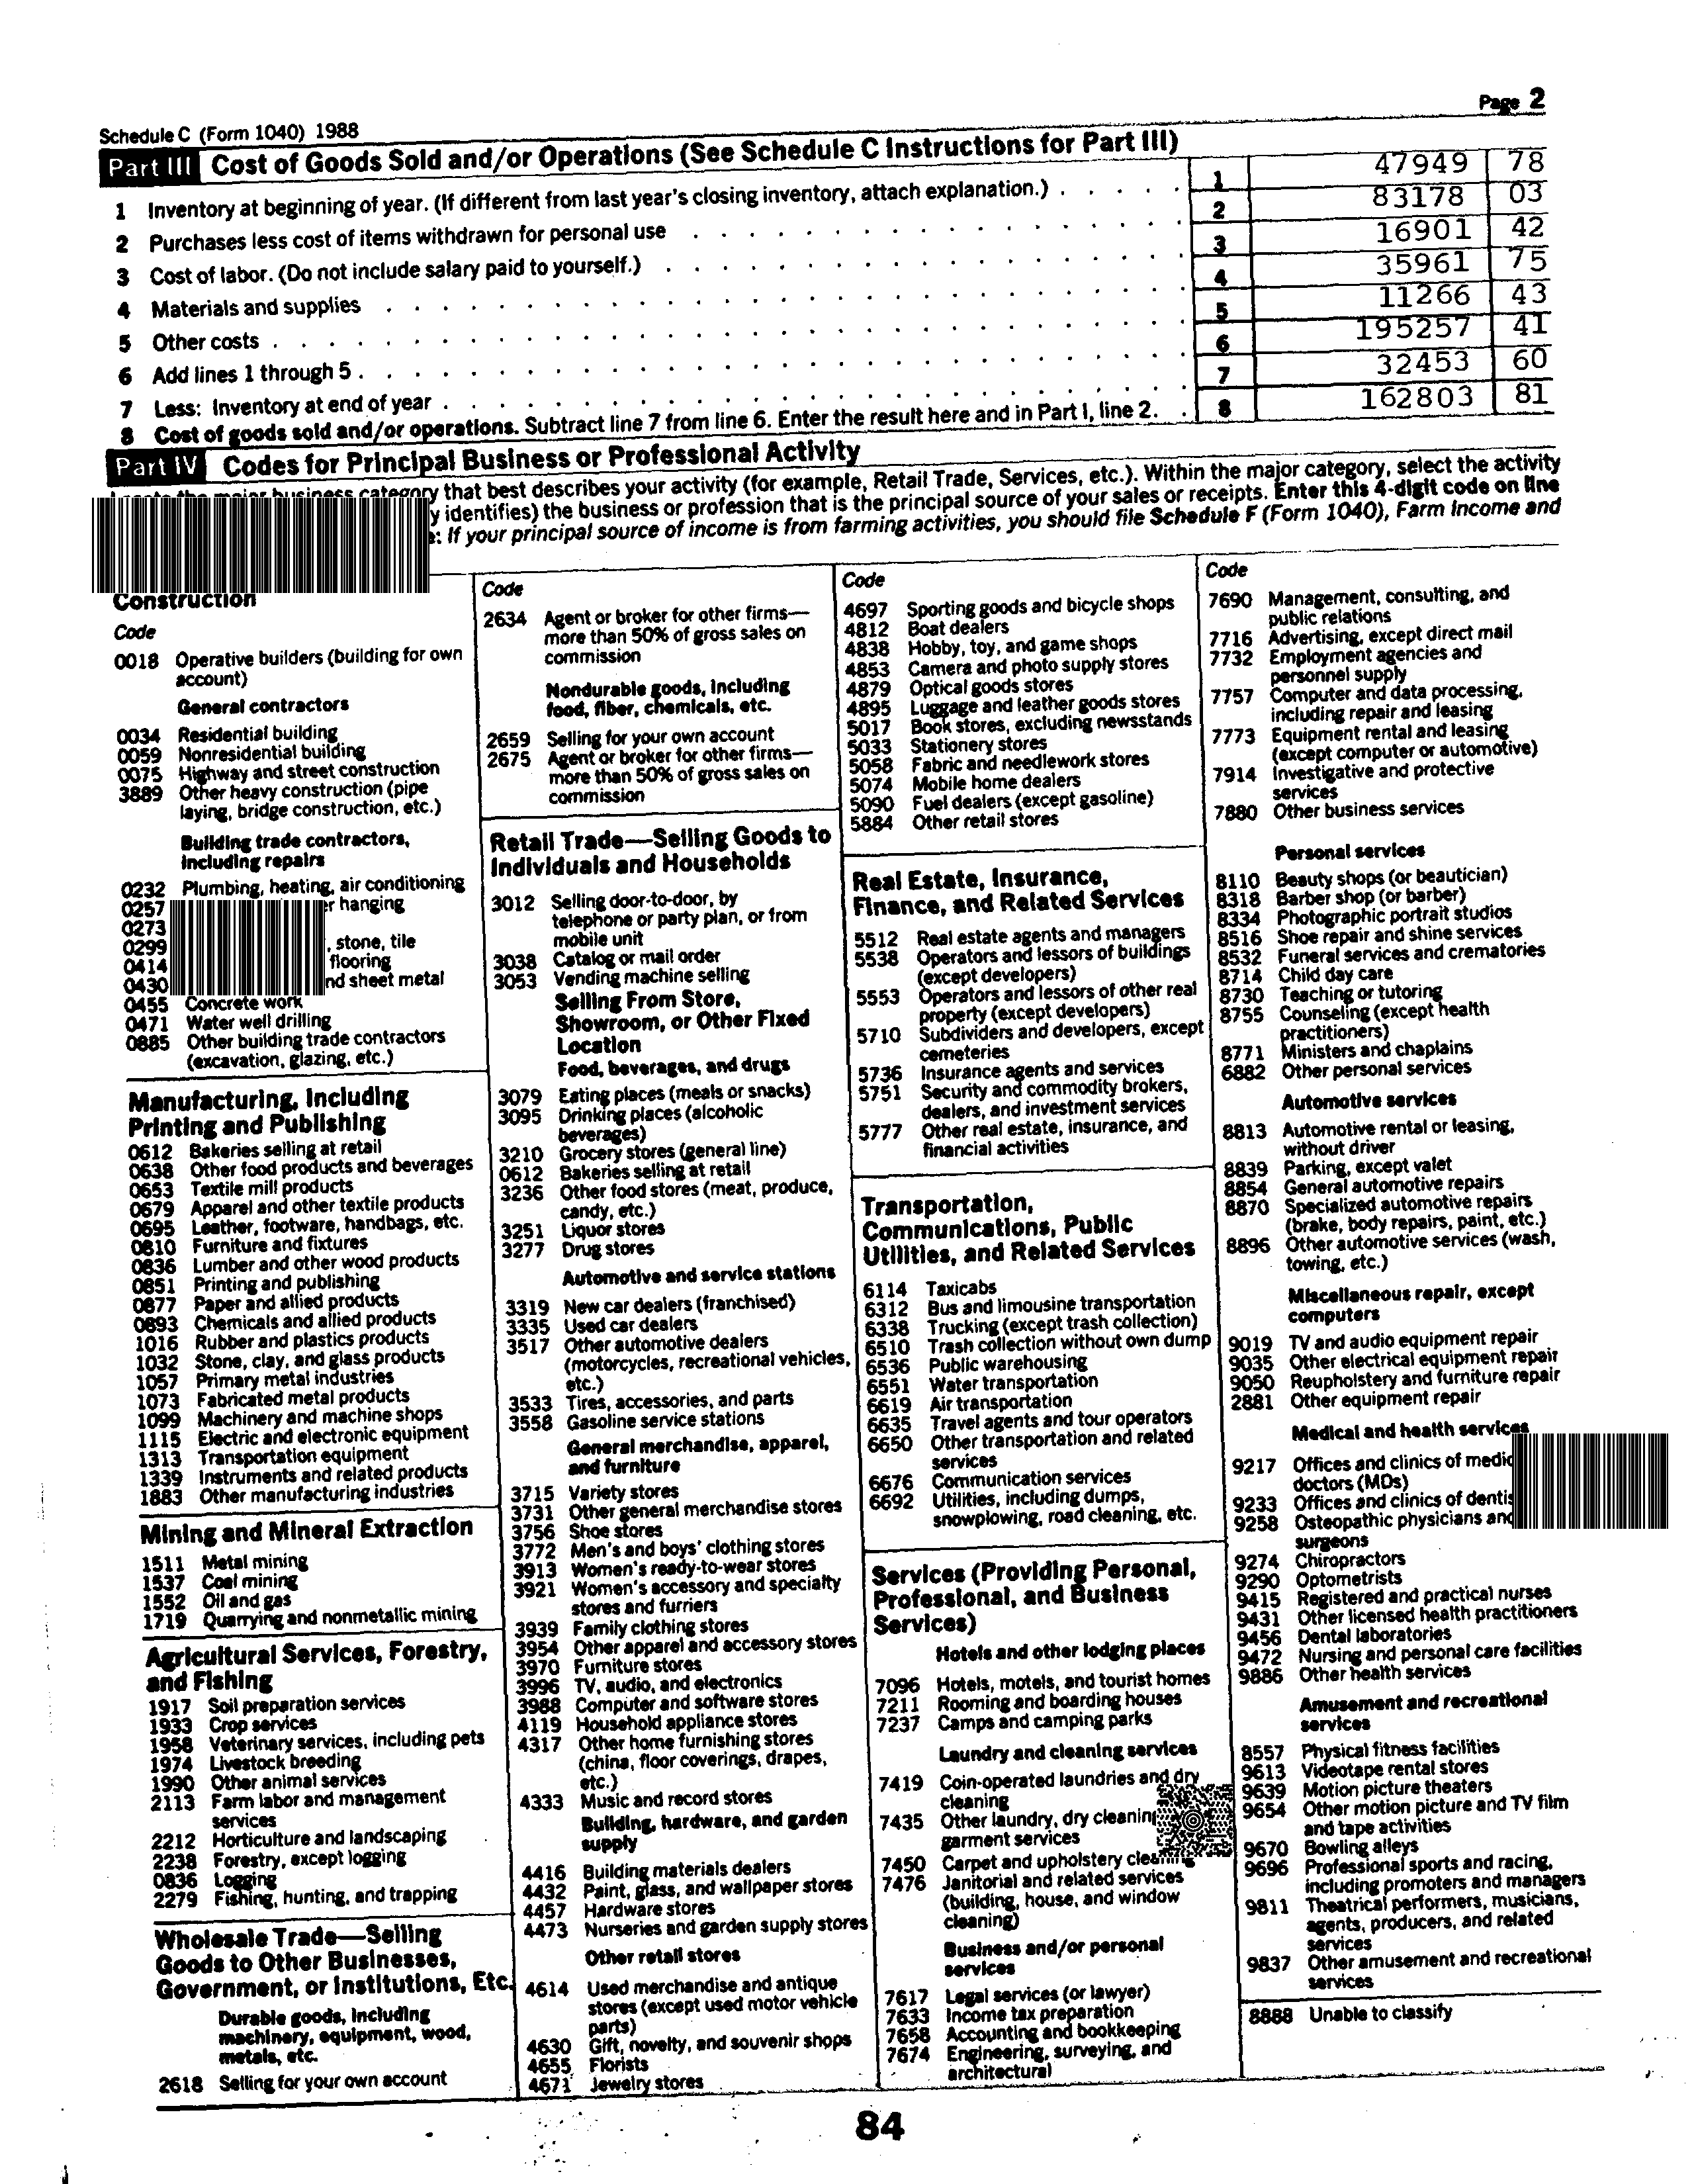 Page 2
Schedule C (Form 1040) 1988
Part III Cost of Goods Sold and/or Operations (See Schedule C Instructions for Part III)
1 Inventory at beginning of year. (If different from last year's closing inventory, attach explanation.) . . . . . 1 47949 78
2 Purchases less cost of items withdrawn for personal use . . . . . . . . . . . . . . . . . 2 83178 03
3 Cost of labor. (Do not include salary paid to yourself.) . . . . . . . . . . . . . . . . . . 3 16901 42
4 Materials and supplies . . . . . . . . . . . . . . . . . . . . . . . . . . . . 4 35961 75
5 Other costs . . . . . . . . . . . . . . . . . . . . . . . . . . . . . . . . 5 11266 43
6 Add lines 1 through 5 . . . . . . . . . . . . . . . . . . . . . . . . . . . . . 6 195257 41
7 Less: Inventory at end of year . . . . . . . . . . . . . . . . . . . . . . . . . . 7 32453 60
8 Cost of goods sold and/or operations. Subtract line 7 from line 6. Enter the result here and in Part I, line 2. . 8 162803 81
Part IV Codes for Principal Business or Professional Activity
business category that best describes your activity (for example, Retail Trade, Services, etc.). Within the major category, select the activity
y identifies) the business or profession that is the principal source of your sales or receipts. Enter this 4-digit code on line
: If your principal source of income is from farming activities, you should file Schedule F (Form 1040), Farm Income and
Construction
Code
0018 Operative builders (building for own
account)
General contractors
0034 Residential building
0059 Nonresidential building
0075 Highway and street construction
3889 Other heavy construction (pipe
laying, bridge construction, etc.)
Building trade contractors,
including repairs
0232 Plumbing, heating, air conditioning
0257 hanging
0273
0299 , stone, tile
0414 flooring
0430 nd sheet metal
0455 Concrete work
0471 Water well drilling
0885 Other building trade contractors
(excavation, glazing, etc.)
Manufacturing, Including
Printing and Publishing
0612 Bakeries selling at retail
0638 Other food products and beverages
0653 Textile mill products
0679 Apparel and other textile products
0695 Leather, footware, handbags, etc.
0810 Furniture and fixtures
0836 Lumber and other wood products
0851 Printing and publishing
0877 Paper and allied products
0893 Chemicals and allied products
1016 Rubber and plastics products
1032 Stone, clay, and glass products
1057 Primary metal industries
1073 Fabricated metal products
1099 Machinery and machine shops
1115 Electric and electronic equipment
1313 Transportation equipment
1339 Instruments and related products
1883 Other manufacturing industries
Mining and Mineral Extraction
1511 Metal mining
1537 Coal mining
1552 Oil and gas
1719 Quarrying and nonmetallic mining
Agricultural Services, Forestry,
and Fishing
1917 Soil preparation services
1933 Crop services
1958 Veterinary services, including pets
1974 Livestock breeding
1990 Other animal services
2113 Farm labor and management
services
2212 Horticulture and landscaping
2238 Forestry, except logging
0836 Logging
2279 Fishing, hunting, and trapping
Wholesale Trade—Selling
Goods to Other Businesses,
Government, or Institutions, Etc.
Durable goods, including
machinery, equipment, wood,
metals, etc.
2618 Selling for your own account
Code
2634 Agent or broker for other firms—
more than 50% of gross sales on
commission
Nondurable goods, including
food, fiber, chemicals, etc.
2659 Selling for your own account
2675 Agent or broker for other firms—
more than 50% of gross sales on
commission
Retail Trade—Selling Goods to
Individuals and Households
3012 Selling door-to-door, by
telephone or party plan, or from
mobile unit
3038 Catalog or mail order
3053 Vending machine selling
Selling From Store,
Showroom, or Other Fixed
Location
Food, beverages, and drugs
3079 Eating places (meals or snacks)
3095 Drinking places (alcoholic
beverages)
3210 Grocery stores (general line)
0612 Bakeries selling at retail
3236 Other food stores (meat, produce,
candy, etc.)
3251 Liquor stores
3277 Drug stores
Automotive and service stations
3319 New car dealers (franchised)
3335 Used car dealers
3517 Other automotive dealers
(motorcycles, recreational vehicles,
etc.)
3533 Tires, accessories, and parts
3558 Gasoline service stations
General merchandise, apparel,
and furniture
3715 Variety stores
3731 Other general merchandise stores
3756 Shoe stores
3772 Men's and boys' clothing stores
3913 Women's ready-to-wear stores
3921 Women's accessory and specialty
stores and furriers
3939 Family clothing stores
3954 Other apparel and accessory stores
3970 Furniture stores
3996 TV, audio, and electronics
3988 Computer and software stores
4119 Household appliance stores
4317 Other home furnishing stores
(china, floor coverings, drapes,
etc.)
4333 Music and record stores
Building, hardware, and garden
supply
4416 Building materials dealers
4432 Paint, glass, and wallpaper stores
4457 Hardware stores
4473 Nurseries and garden supply stores
Other retail stores
4614 Used merchandise and antique
stores (except used motor vehicle
parts)
4630 Gift, novelty, and souvenir shops
4655 Florists
4671 Jewelry stores
Code
4697 Sporting goods and bicycle shops
4812 Boat dealers
4838 Hobby, toy, and game shops
4853 Camera and photo supply stores
4879 Optical goods stores
4895 Luggage and leather goods stores
5017 Book stores, excluding newsstands
5033 Stationery stores
5058 Fabric and needlework stores
5074 Mobile home dealers
5090 Fuel dealers (except gasoline)
5884 Other retail stores
Real Estate, Insurance,
Finance, and Related Services
5512 Real estate agents and managers
5538 Operators and lessors of buildings
(except developers)
5553 Operators and lessors of other real
property (except developers)
5710 Subdividers and developers, except
cemeteries
5736 Insurance agents and services
5751 Security and commodity brokers,
dealers, and investment services
5777 Other real estate, insurance, and
financial activities
Transportation,
Communications, Public
Utilities, and Related Services
6114 Taxicabs
6312 Bus and limousine transportation
6338 Trucking (except trash collection)
6510 Trash collection without own dump
6536 Public warehousing
6551 Water transportation
6619 Air transportation
6635 Travel agents and tour operators
6650 Other transportation and related
services
6676 Communication services
6692 Utilities, including dumps,
snowplowing, road cleaning, etc.
Services (Providing Personal,
Professional, and Business
Services)
Hotels and other lodging places
7096 Hotels, motels, and tourist homes
7211 Rooming and boarding houses
7237 Camps and camping parks
Laundry and cleaning services
7419 Coin-operated laundries and dry
cleaning
7435 Other laundry, dry cleaning
garment services
7450 Carpet and upholstery cleaning
7476 Janitorial and related services
(building, house, and window
cleaning)
Business and/or personal
services
7617 Legal services (or lawyer)
7633 Income tax preparation
7658 Accounting and bookkeeping
7674 Engineering, surveying, and
architectural
Code
7690 Management, consulting, and
public relations
7716 Advertising, except direct mail
7732 Employment agencies and
personnel supply
7757 Computer and data processing,
including repair and leasing
7773 Equipment rental and leasing
(except computer or automotive)
7914 Investigative and protective
services
7880 Other business services
Personal services
8110 Beauty shops (or beautician)
8318 Barber shop (or barber)
8334 Photographic portrait studios
8516 Shoe repair and shine services
8532 Funeral services and crematories
8714 Child day care
8730 Teaching or tutoring
8755 Counseling (except health
practitioners)
8771 Ministers and chaplains
6882 Other personal services
Automotive services
8813 Automotive rental or leasing,
without driver
8839 Parking, except valet
8854 General automotive repairs
8870 Specialized automotive repairs
(brake, body repairs, paint, etc.)
8896 Other automotive services (wash,
towing, etc.)
Miscellaneous repair, except
computers
9019 TV and audio equipment repair
9035 Other electrical equipment repair
9050 Reupholstery and furniture repair
2881 Other equipment repair
Medical and health services
9217 Offices and clinics of medic
doctors (MDs)
9233 Offices and clinics of dentis
9258 Osteopathic physicians and
surgeons
9274 Chiropractors
9290 Optometrists
9415 Registered and practical nurses
9431 Other licensed health practitioners
9456 Dental laboratories
9472 Nursing and personal care facilities
9886 Other health services
Amusement and recreational
services
8557 Physical fitness facilities
9613 Videotape rental stores
9639 Motion picture theaters
9654 Other motion picture and TV film
and tape activities
9670 Bowling alleys
9696 Professional sports and racing,
including promoters and managers
9811 Theatrical performers, musicians,
agents, producers, and related
services
9837 Other amusement and recreational
services
8888 Unable to classify
84